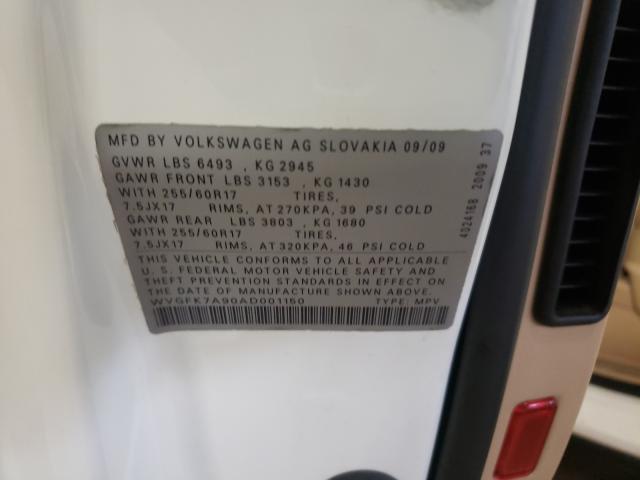 MFD BY VOLKSWAGEN AG SLOVAKIA 09/09
GVWR LBS 6493 , KG 2945
GAWR FRONT LBS 3153 , KG 1430
WITH 255/60R17 TIRES,
7.5JX17 RIMS, AT 270KPA, 39 PSI COLD
GAWR REAR LBS 3803 , KG 1680
WITH 255/60R17 TIRES,
7.5JX17 RIMS, AT 320KPA, 46 PSI COLD
THIS VEHICLE CONFORMS TO ALL APPLICABLE
U. S. FEDERAL MOTOR VEHICLE SAFETY AND
THEFT PREVENTION STANDARDS IN EFFECT ON
THE DATE OF MANUFACTURE SHOWN ABOVE
WVGFK7A90AD001150 TYPE: MPV
4024168 2009 37